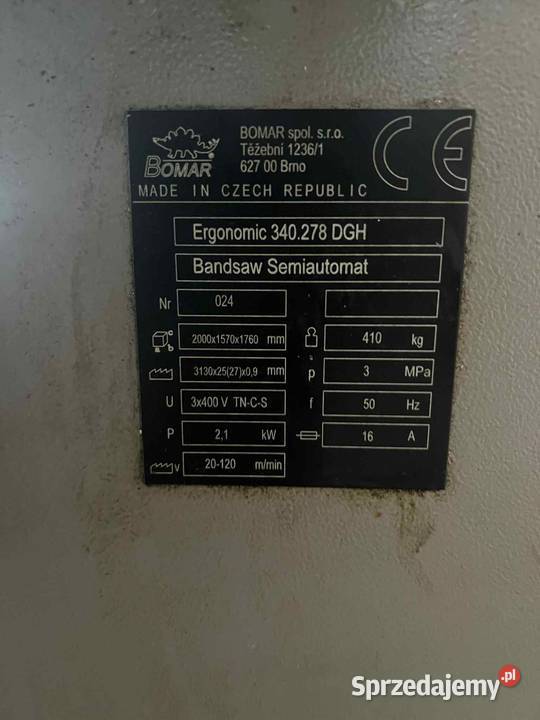 BOMAR
BOMAR spol. s.r.o.
Těžební 1236/1
627 00 Brno
CE
MADE IN CZECH REPUBLIC
Ergonomic 340.278 DGH
Bandsaw Semiautomat
Nr 024
c a b 2000x1570x1760 mm 410 kg
3130x25(27)x0,9 mm p 3 MPa
U 3x400 V TN-C-S f 50 Hz
P 2,1 kW 16 A
v 20-120 m/min
Sprzedajemy.pl